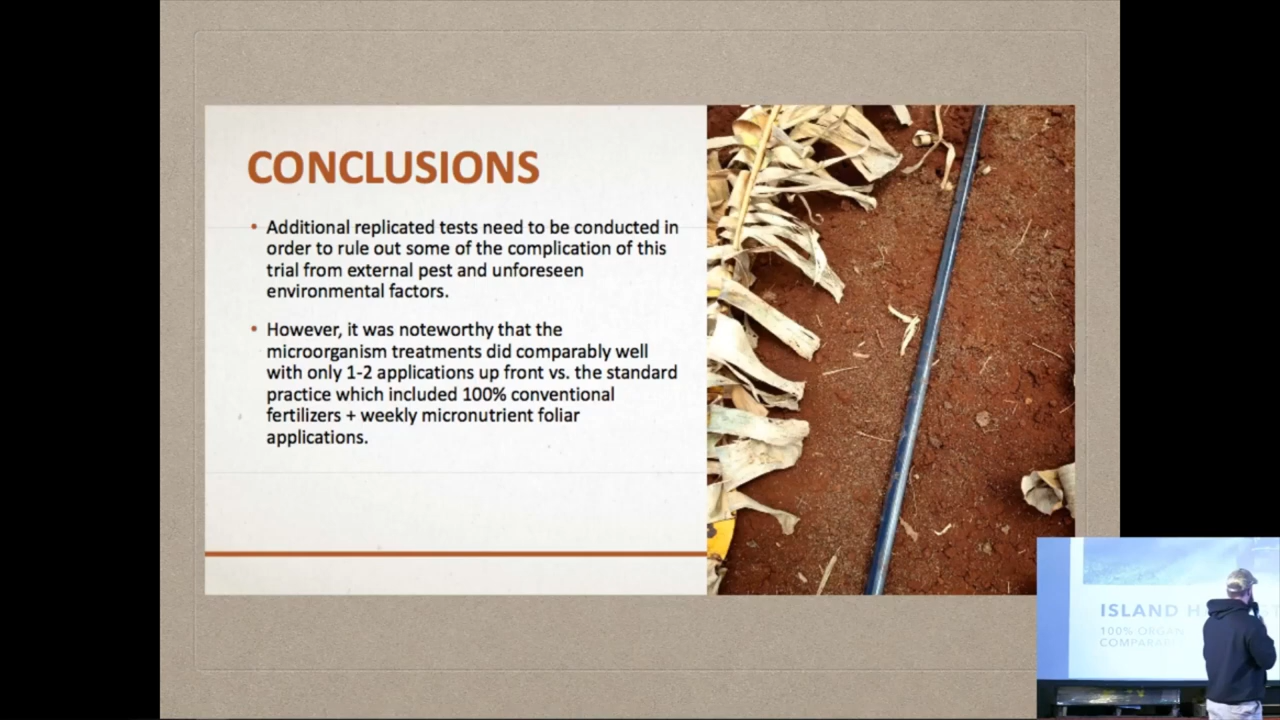 CONCLUSIONS
• Additional replicated tests need to be conducted in
order to rule out some of the complication of this
trial from external pest and unforeseen
environmental factors.
• However, it was noteworthy that the
microorganism treatments did comparably well
with only 1-2 applications up front vs. the standard
practice which included 100% conventional
fertilizers + weekly micronutrient foliar
applications.
ISLAND H
100% ORGAN
COMPARA